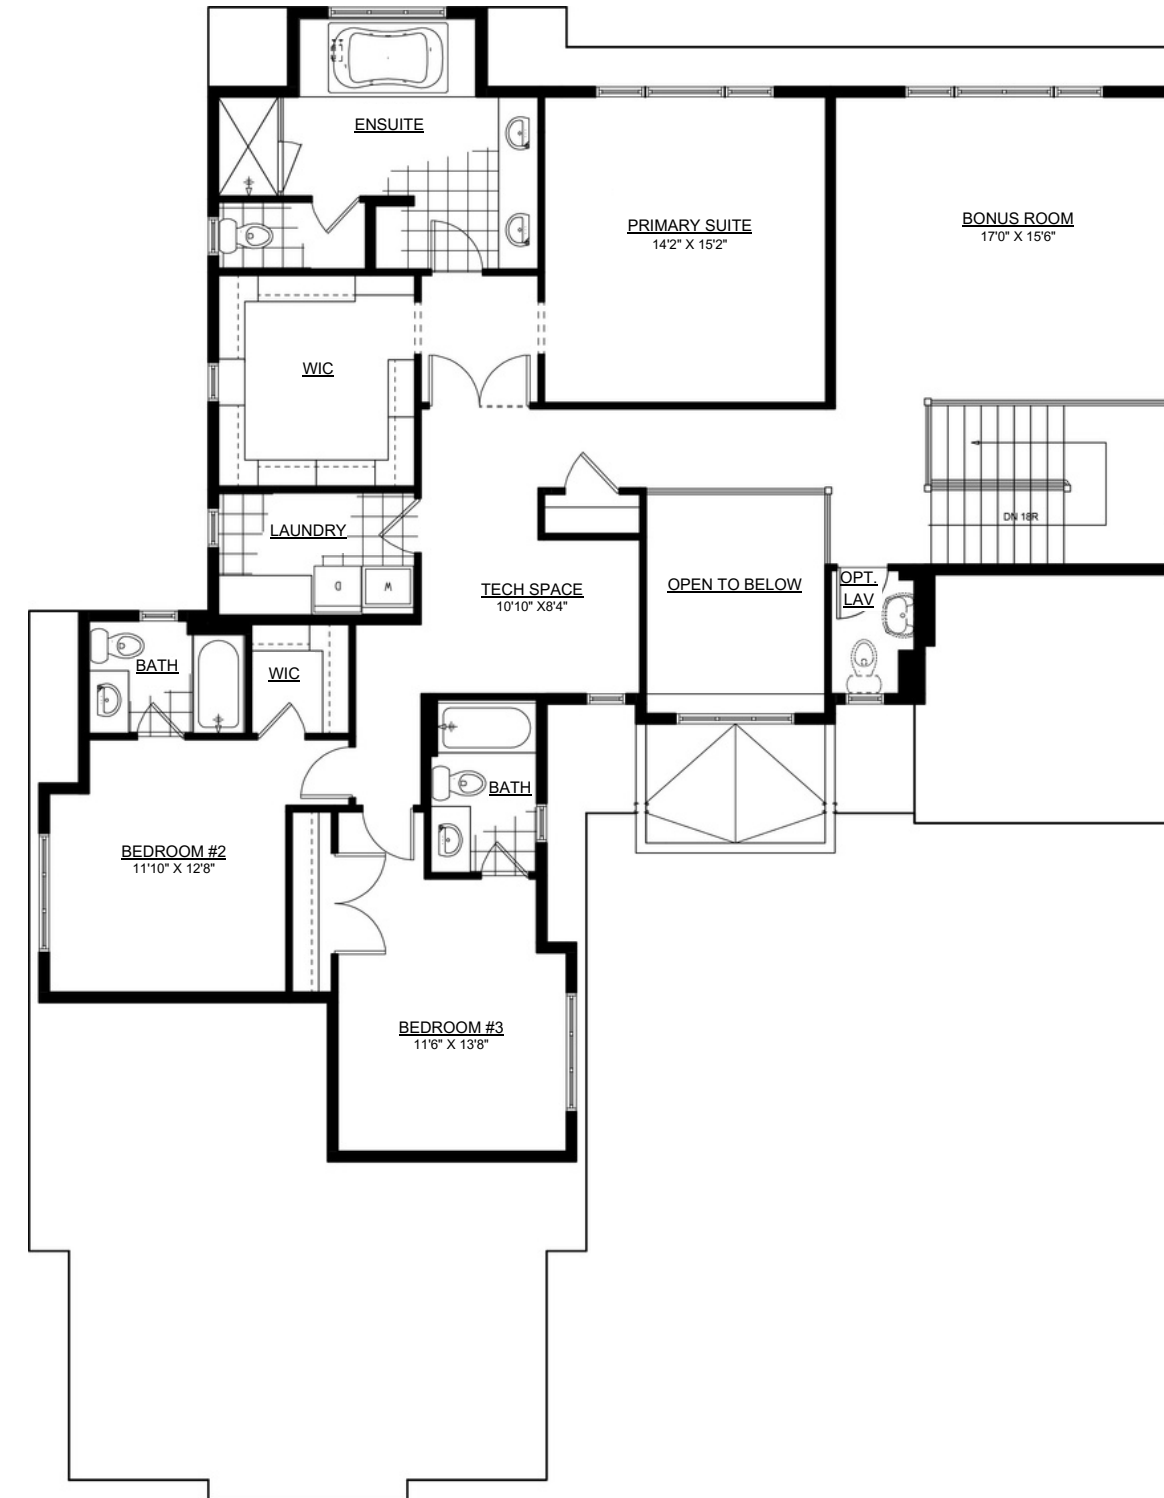 ENSUITE
PRIMARY SUITE
14'2" X 15'2"
BONUS ROOM
17'0" X 15'6"
WIC
DN 18R
LAUNDRY
D
W
TECH SPACE
10'10" X8'4"
OPEN TO BELOW
OPT.
LAV
BATH
WIC
BATH
BEDROOM #2
11'10" X 12'8"
BEDROOM #3
11'6" X 13'8"